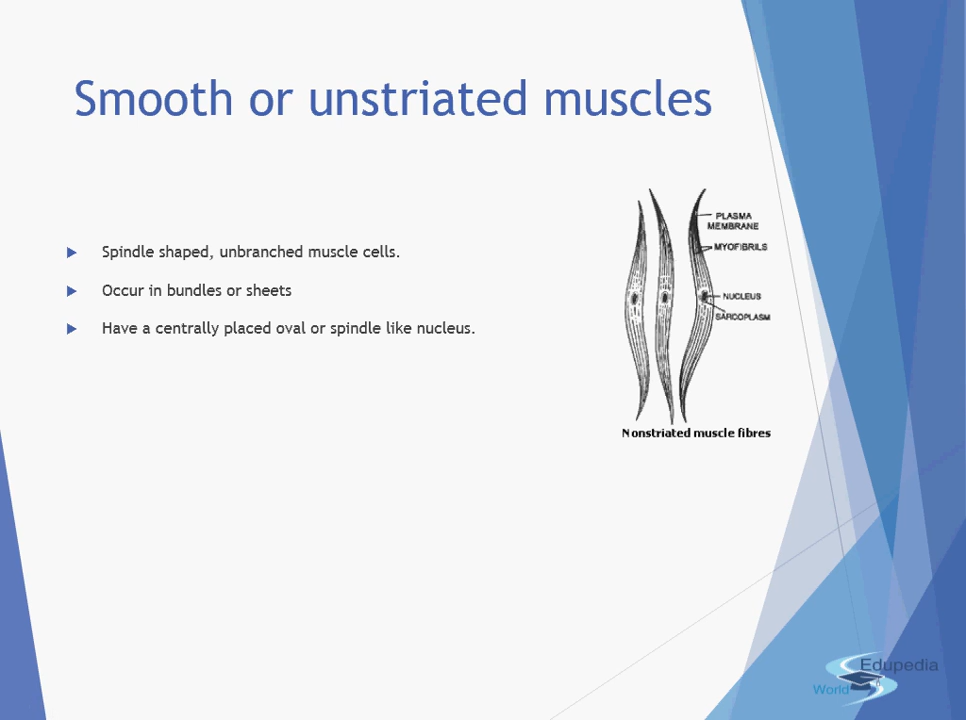 Smooth or unstriated muscles
Spindle shaped, unbranched muscle cells.
Occur in bundles or sheets
Have a centrally placed oval or spindle like nucleus.
PLASMA
MEMBRANE
MYOFIBRILS
NUCLEUS
SARCOPLASM
Nonstriated muscle fibres
Edupedia
World